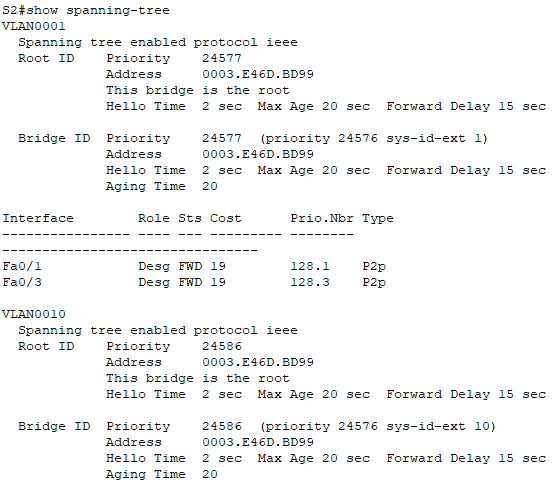 S2#show spanning-tree
VLAN0001
  Spanning tree enabled protocol ieee
  Root ID    Priority    24577
             Address     0003.E46D.BD99
             This bridge is the root
             Hello Time  2 sec  Max Age 20 sec  Forward Delay 15 sec

  Bridge ID  Priority    24577  (priority 24576 sys-id-ext 1)
             Address     0003.E46D.BD99
             Hello Time  2 sec  Max Age 20 sec  Forward Delay 15 sec
             Aging Time  20

Interface        Role Sts Cost      Prio.Nbr Type
---------------- ---- --- --------- --------
--------------------------------
Fa0/1            Desg FWD 19        128.1    P2p
Fa0/3            Desg FWD 19        128.3    P2p

VLAN0010
  Spanning tree enabled protocol ieee
  Root ID    Priority    24586
             Address     0003.E46D.BD99
             This bridge is the root
             Hello Time  2 sec  Max Age 20 sec  Forward Delay 15 sec

  Bridge ID  Priority    24586  (priority 24576 sys-id-ext 10)
             Address     0003.E46D.BD99
             Hello Time  2 sec  Max Age 20 sec  Forward Delay 15 sec
             Aging Time  20